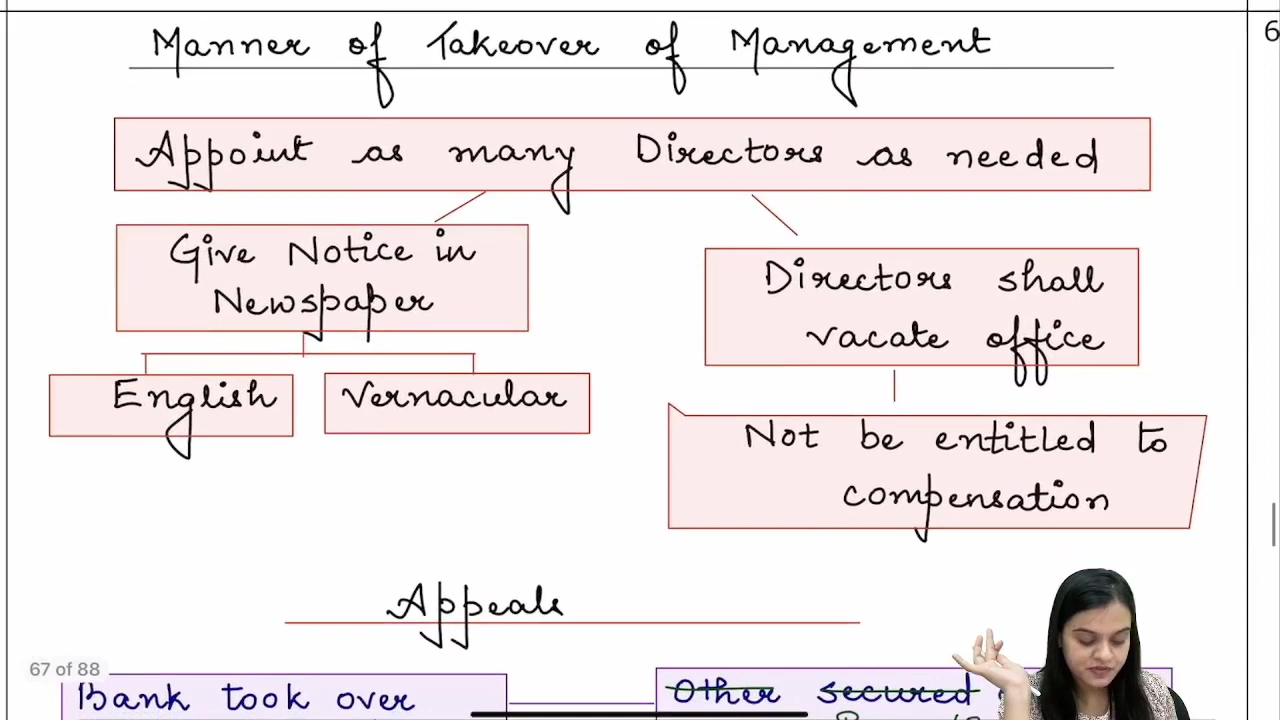 6
Manner of Takeover of Management
Appoint as many Directors as needed
Give Notice in
Newspaper
Directors shall
vacate office
English
Vernacular
Not be entitled to
compensation
Appeals
67 of 88
Bank took over
Other secured